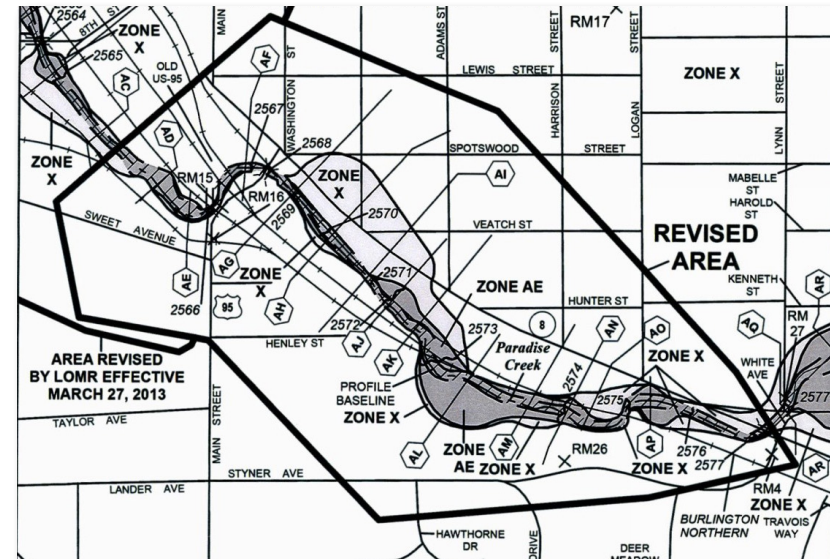 2564
8TH ST
ZONE
X
2565
OLD
US-95
MAIN
ST
WASHINGTON
ST
ADAMS ST
HARRISON
STREET
RM17
LOGAN
STREET
LEWIS STREET
ZONE X
LYNN
STREET
AC
AF
AD
2567
2568
SPOTSWOOD STREET
ZONE
X
RM15
RM16
ZONE
X
AI
MABELLE
ST
HAROLD
ST
SWEET AVENUE
2569
2570
VEATCH ST
REVISED
AREA
AE
AG
ZONE
X
2566
AH
95
2571
2572
ZONE AE
KENNETH
ST
AR
HUNTER ST
8
AN
AO
AQ
RM
27
HENLEY ST
AJ
AK
2573
Paradise
Creek
2574
ZONE X
WHITE
AVE
AREA REVISED
BY LOMR EFFECTIVE
MARCH 27, 2013
PROFILE
BASELINE
ZONE X
2575
2577
TAYLOR AVE
MAIN STREET
AL
ZONE
AE
AM
ZONE X
RM26
AP
ZONE X
2576
2577
AR
STYNER AVE
LANDER AVE
RM4
ZONE X
BURLINGTON
NORTHERN
TRAVOIS
WAY
HAWTHORNE
DR
DRIVE
DEER
MEADOW